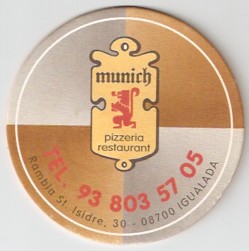 munich
pizzeria
restaurant
TEL. 93 803 57 05
Rambla St. Isidre, 30 - 08700 IGUALADA